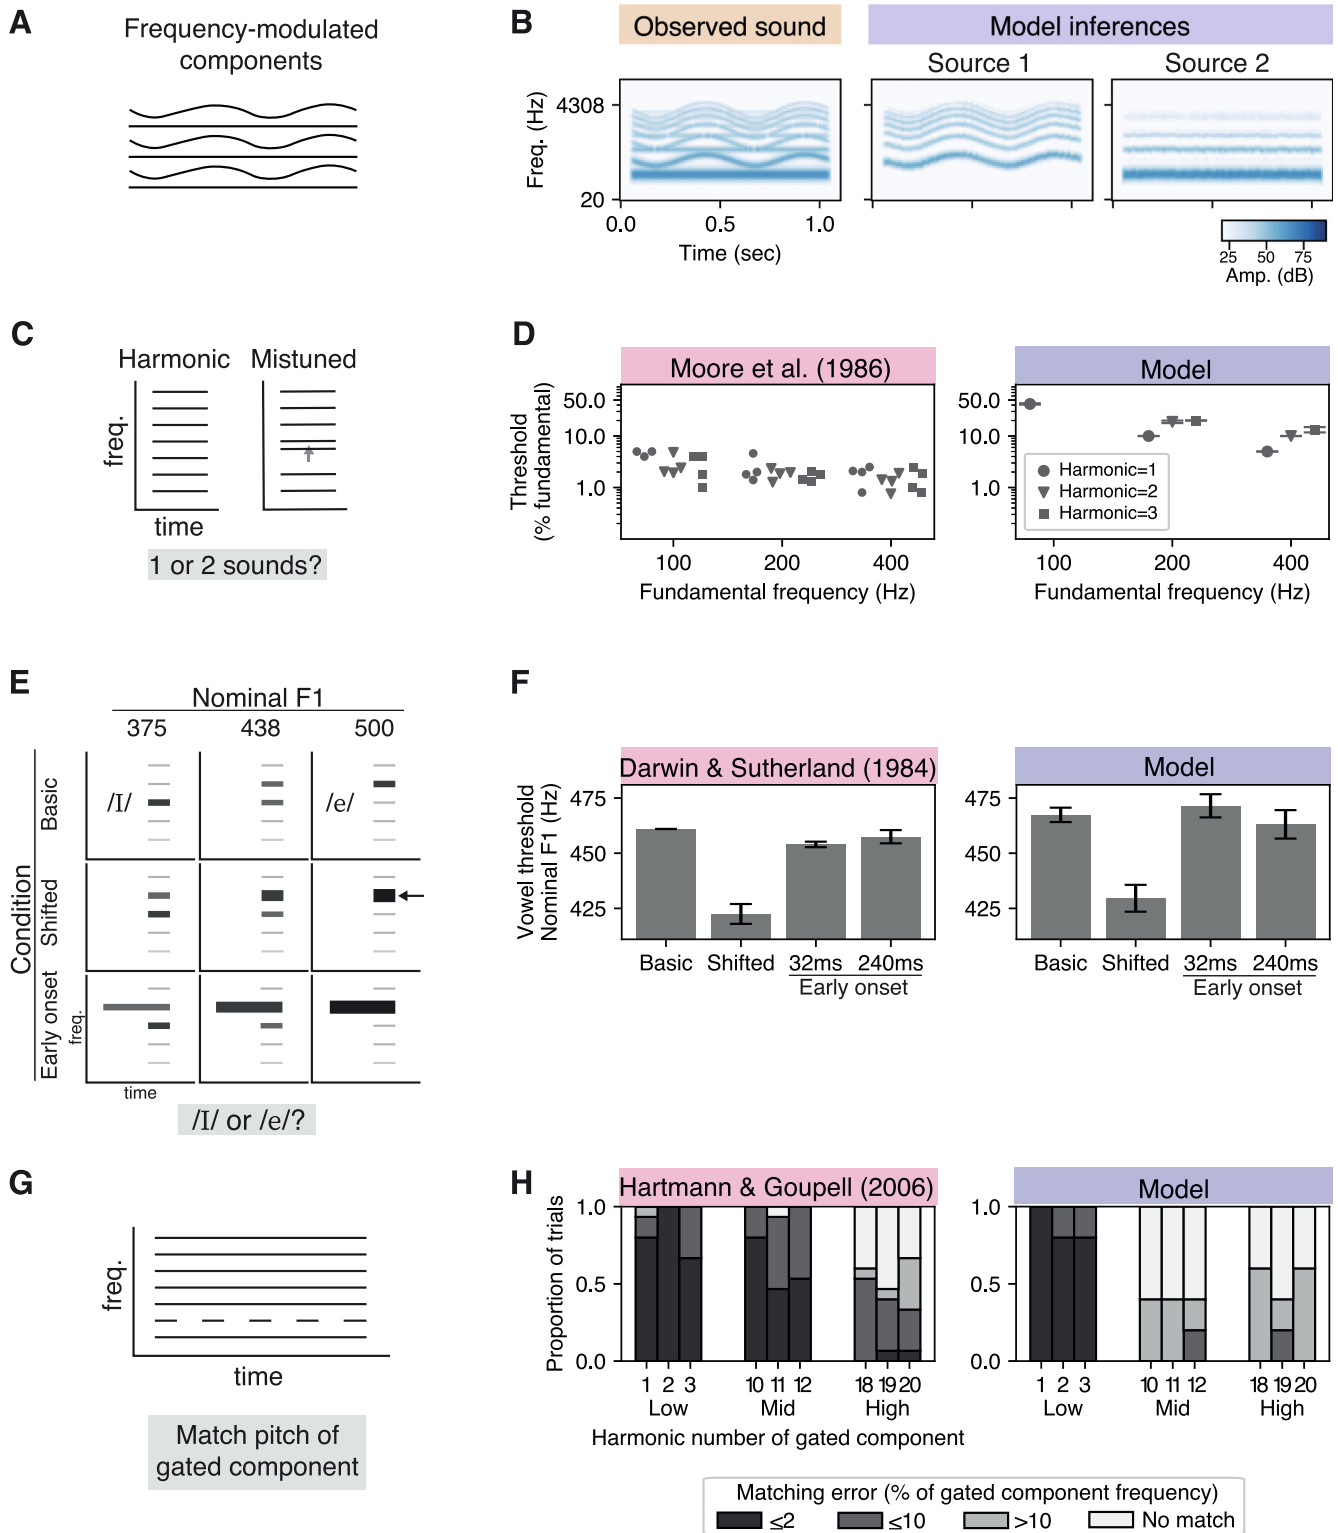 A
Frequency-modulated
components
B
Observed sound
Model inferences
Source 1
Source 2
Freq. (Hz)
4308
20
0.0
0.5
1.0
Time (sec)
25
50
75
Amp. (dB)
C
Harmonic
Mistuned
freq.
time
1 or 2 sounds?
D
Moore et al. (1986)
Model
Threshold
(% fundamental)
50.0
10.0
1.0
100
200
400
Fundamental frequency (Hz)
50.0
10.0
1.0
Harmonic=1
Harmonic=2
Harmonic=3
100
200
400
Fundamental frequency (Hz)
E
Nominal F1
375
438
500
Condition
Basic
/I/
/e/
Shifted
Early onset
freq.
time
/I/ or /e/?
F
Darwin & Sutherland (1984)
Model
Vowel threshold
Nominal F1 (Hz)
475
450
425
Basic
Shifted
32ms
240ms
Early onset
475
450
425
Basic
Shifted
32ms
240ms
Early onset
G
freq.
time
Match pitch of
gated component
H
Hartmann & Goupell (2006)
Model
Proportion of trials
1.0
0.5
0.0
1 2 3
10 11 12
18 19 20
Low
Mid
High
Harmonic number of gated component
1.0
0.5
0.0
1 2 3
10 11 12
18 19 20
Low
Mid
High
Matching error (% of gated component frequency)
≤2
≤10
>10
No match